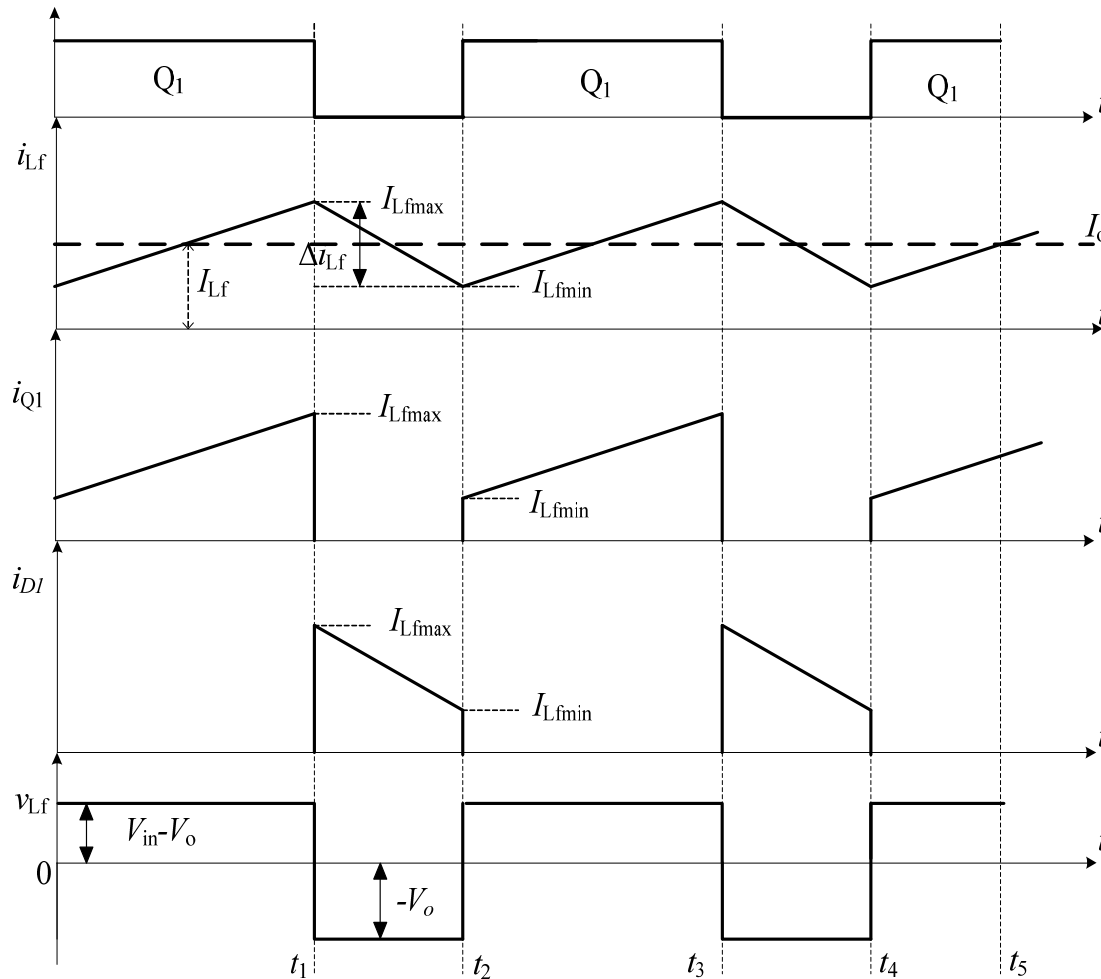 Q1 Q1 Q1
t
iLf
ILfmax
Io
ΔiLf
ILf
ILfmin
t
iQ1
ILfmax
ILfmin
t
iD1
ILfmax
ILfmin
t
vLf
Vin-Vo
t
0
-Vo
t1 t2 t3 t4 t5